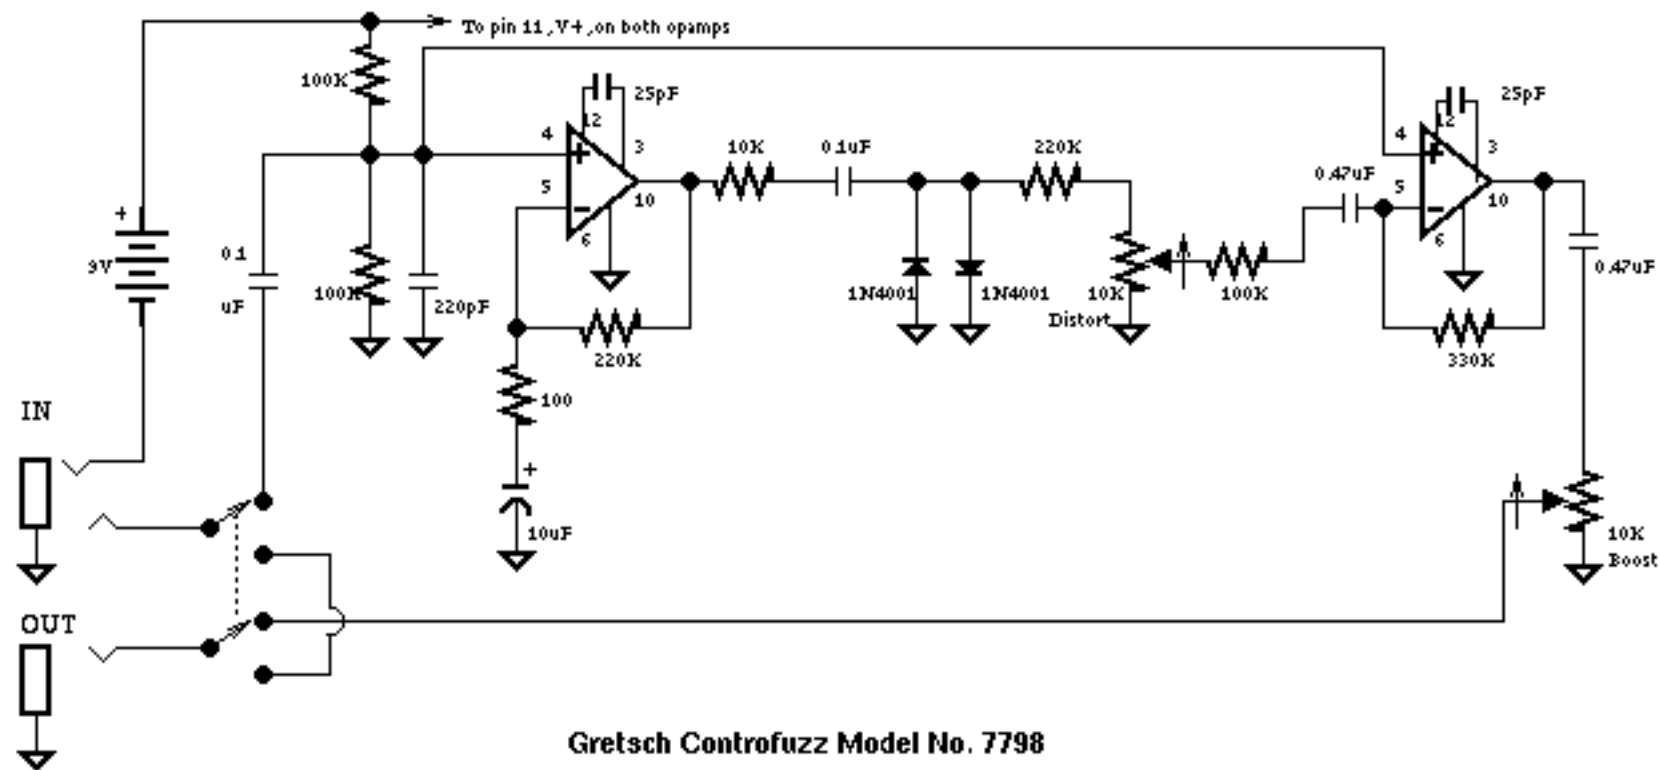 To pin 11, V+, on both opamps
100K
25pF
25pF
12
12
4
3
4
3
+
+
10K
0.1uF
220K
0.47uF
5
10
5
10
-
-
6
6
+
9V
0.1
uF
100K
220pF
1N4001
1N4001
10K
Distort
100K
0.47uF
220K
330K
100
IN
+
10uF
10K
Boost
OUT
Gretsch Controfuzz Model No. 7798